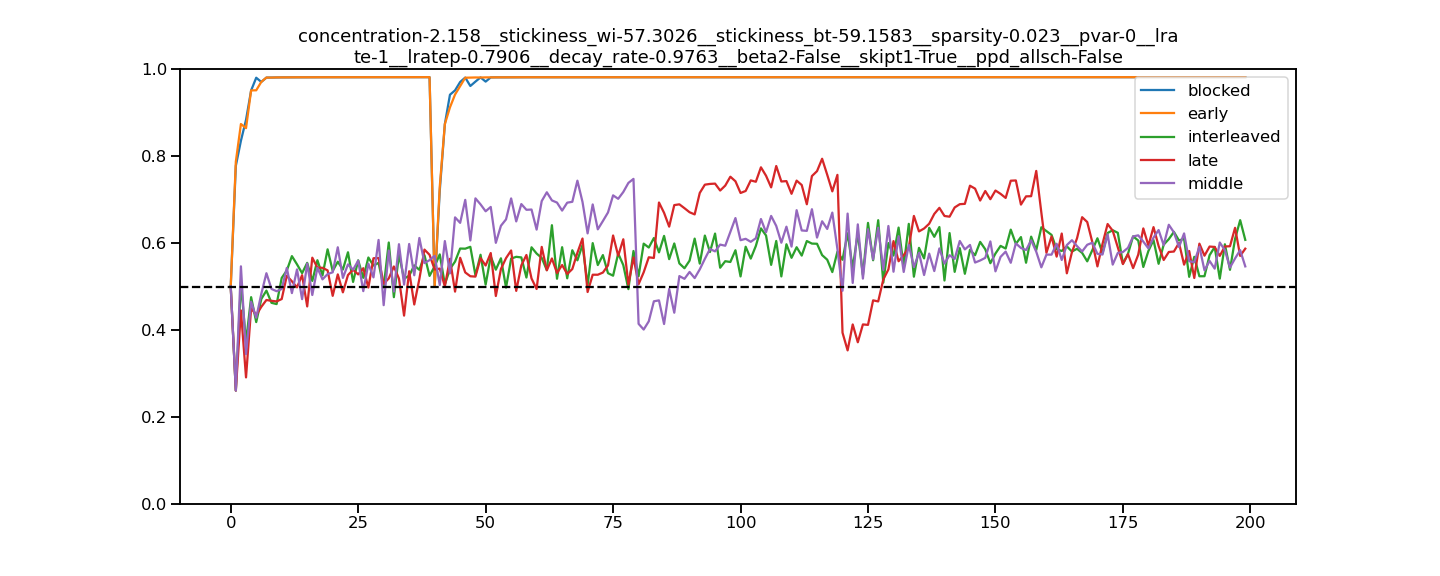 concentration-2.158__stickiness_wi-57.3026__stickiness_bt-59.1583__sparsity-0.023__pvar-0__lra
te-1__lratep-0.7906__decay_rate-0.9763__beta2-False__skipt1-True__ppd_allsch-False
1.0
0.8
0.6
0.4
0.2
0.0
0 25 50 75 100 125 150 175 200
blocked
early
interleaved
late
middle